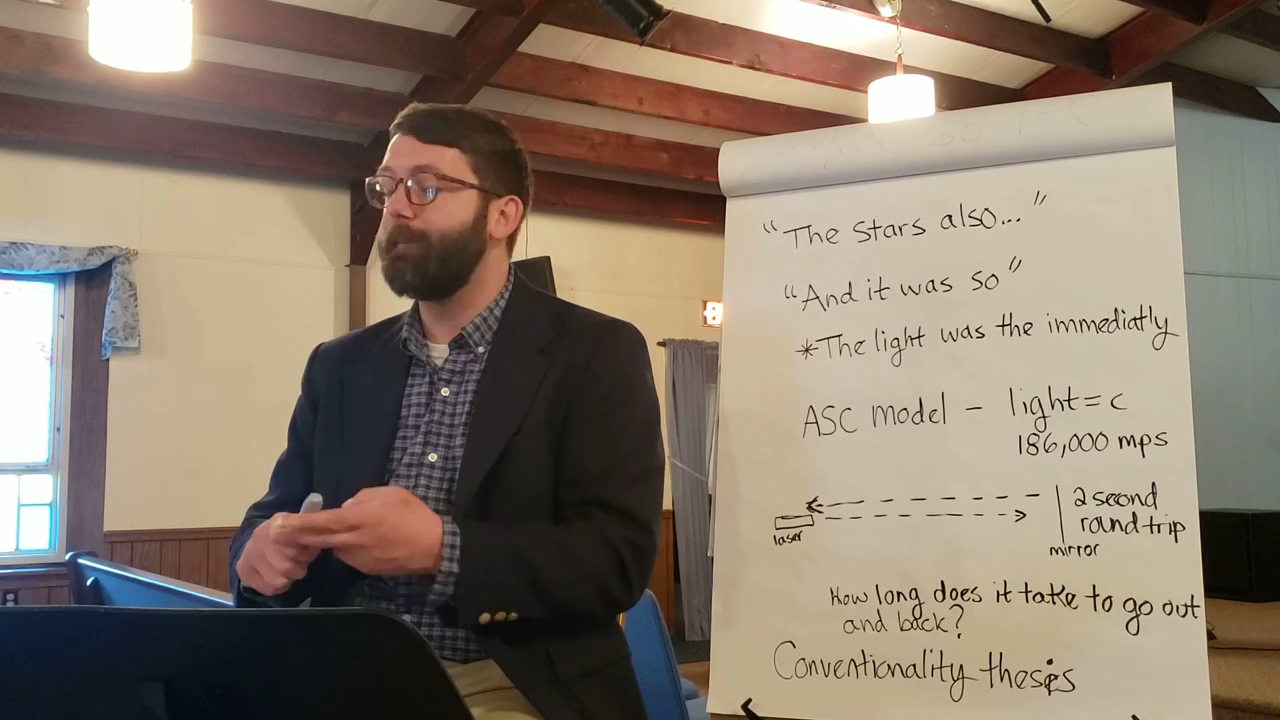 "The stars also..."
"And it was so"
*The light was the immediatly
ASC model - light = c
186,000 mps
laser
mirror
2 second
round trip
How long does it take to go out
and back?
Conventionality thesis